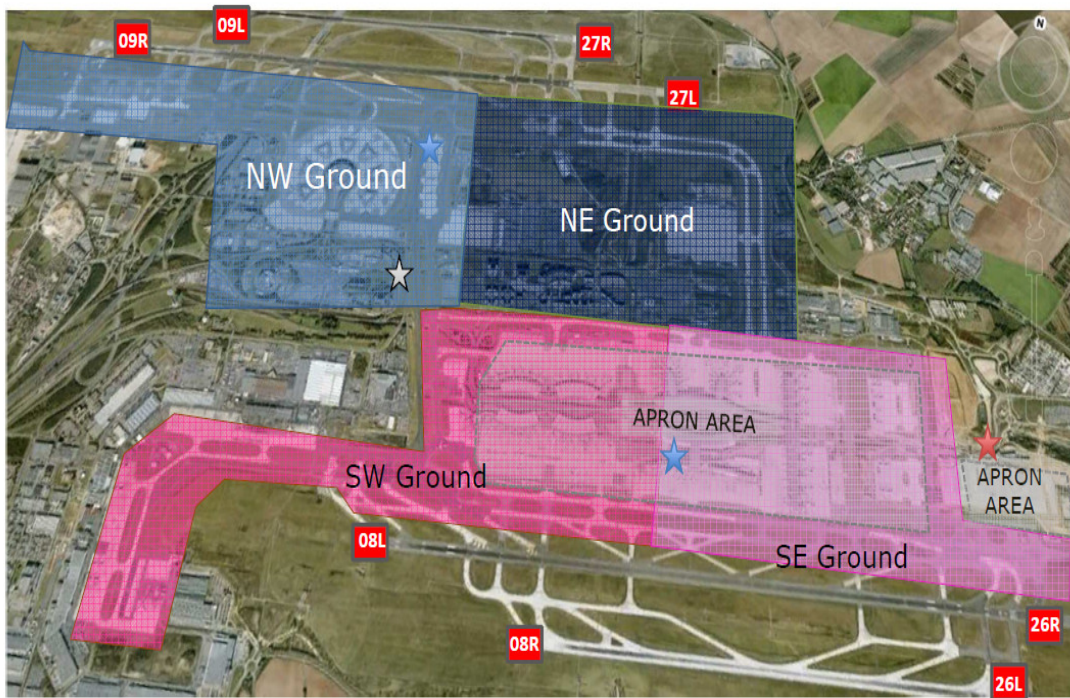 09R
09L
27R
N
27L
NW Ground
NE Ground
APRON AREA
SW Ground
APRON
AREA
08L
SE Ground
26R
08R
26L